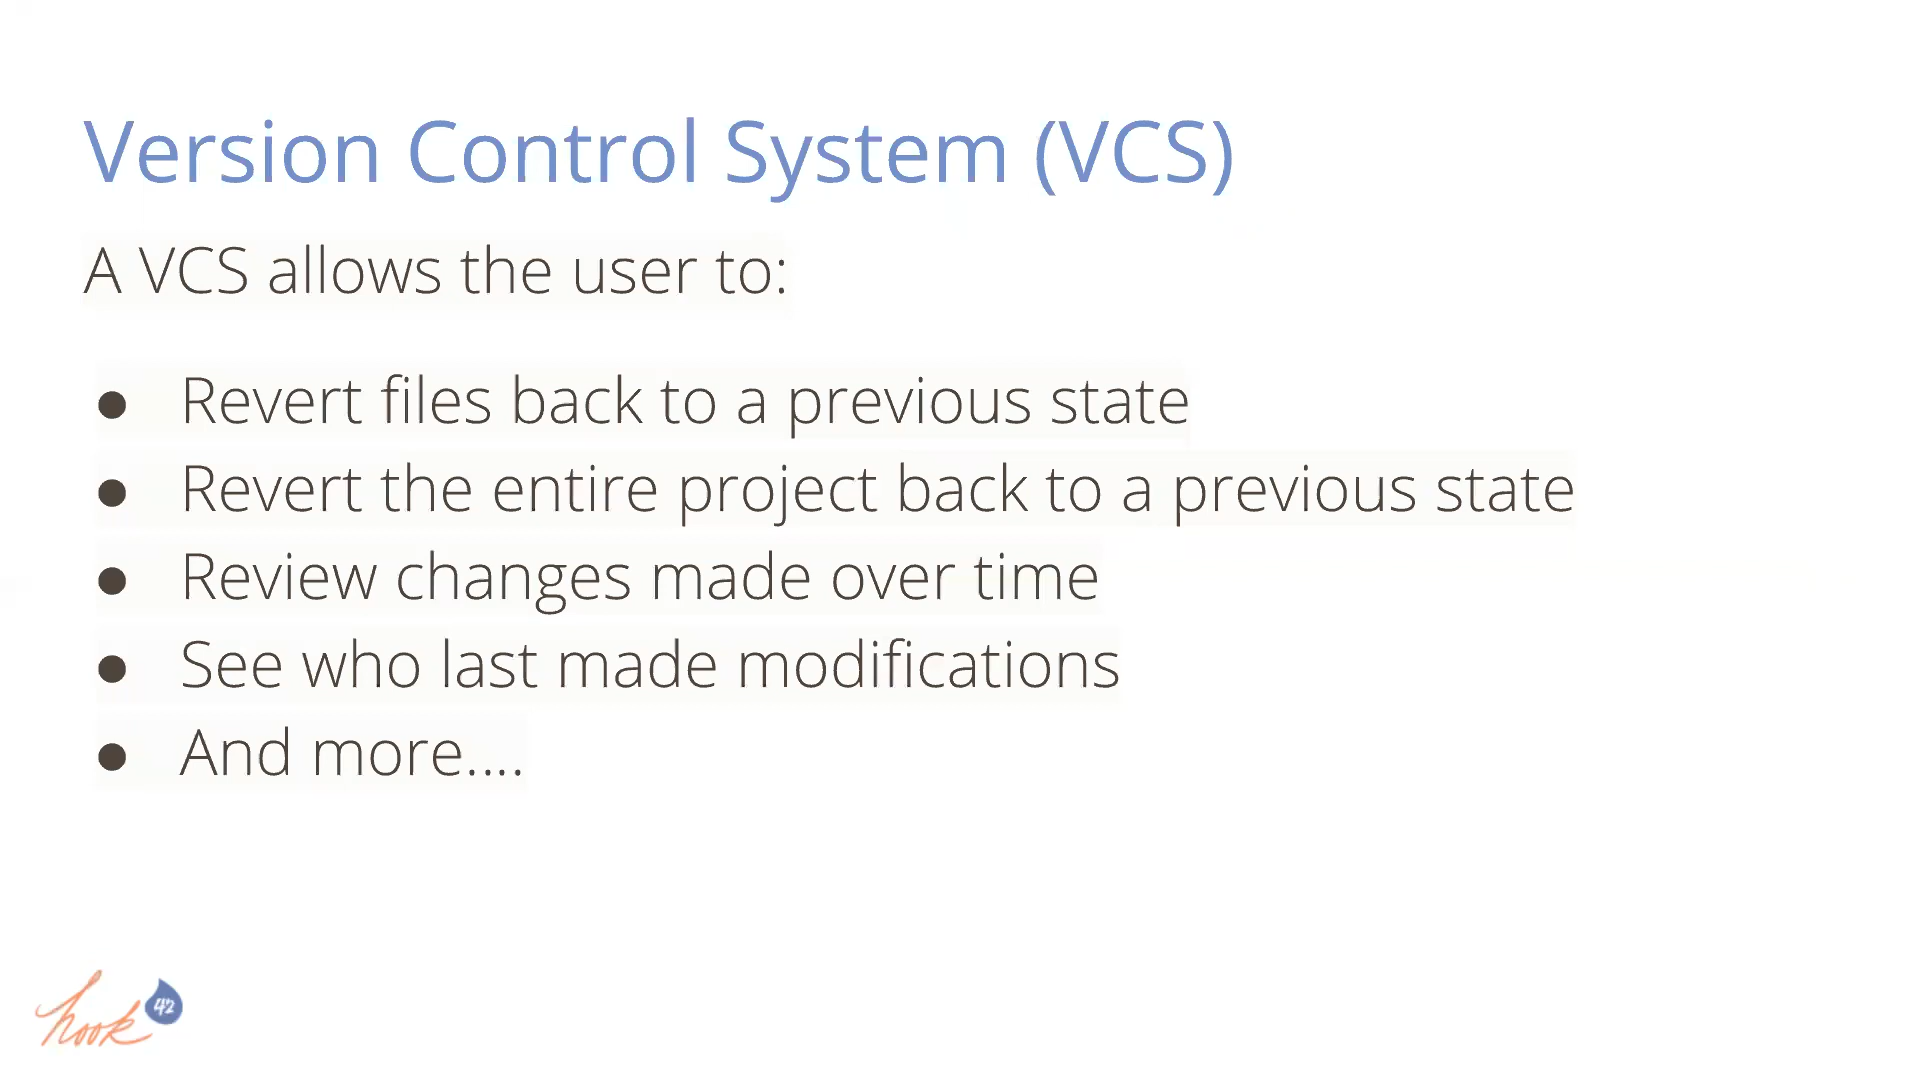 Version Control System (VCS)
A VCS allows the user to:
● Revert files back to a previous state
● Revert the entire project back to a previous state
● Review changes made over time
● See who last made modifications
● And more....
hook 42